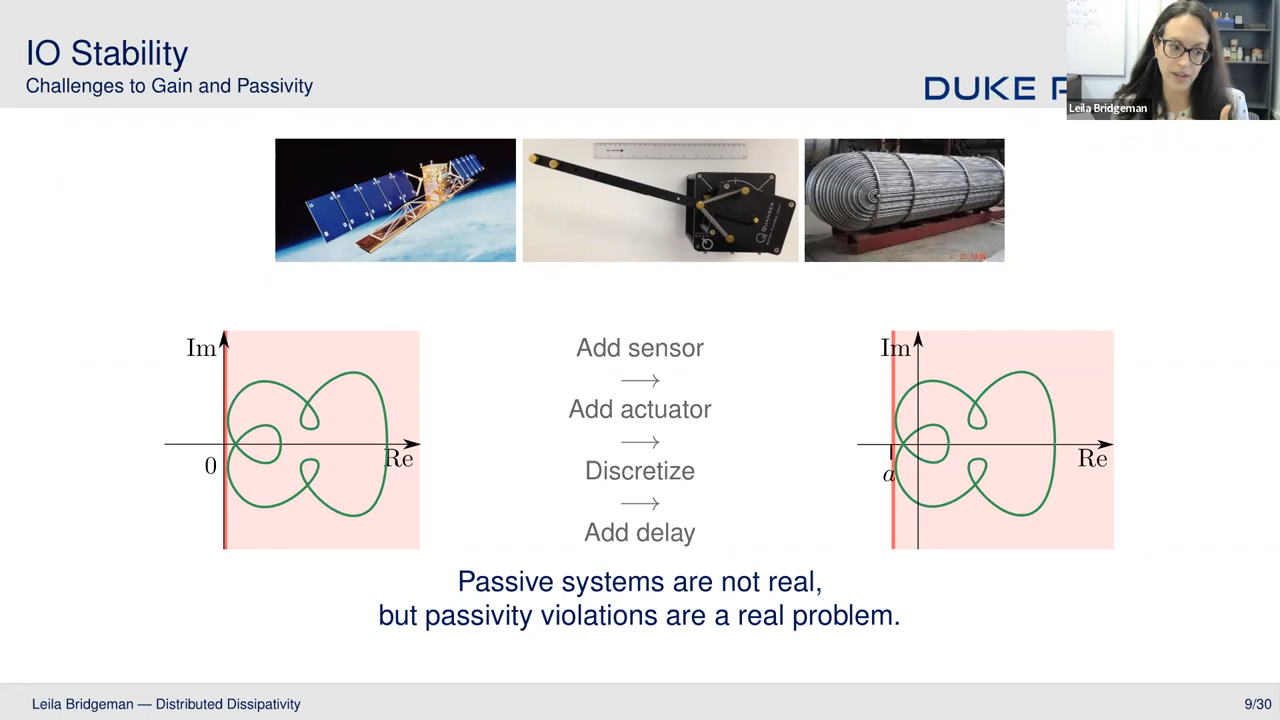 IO Stability
Challenges to Gain and Passivity
DUKE
Leila Bridgeman
Im
0
Re
Add sensor
→
Add actuator
→
Discretize
→
Add delay
Im
a
Re
Passive systems are not real,
but passivity violations are a real problem.
Leila Bridgeman — Distributed Dissipativity
9/30